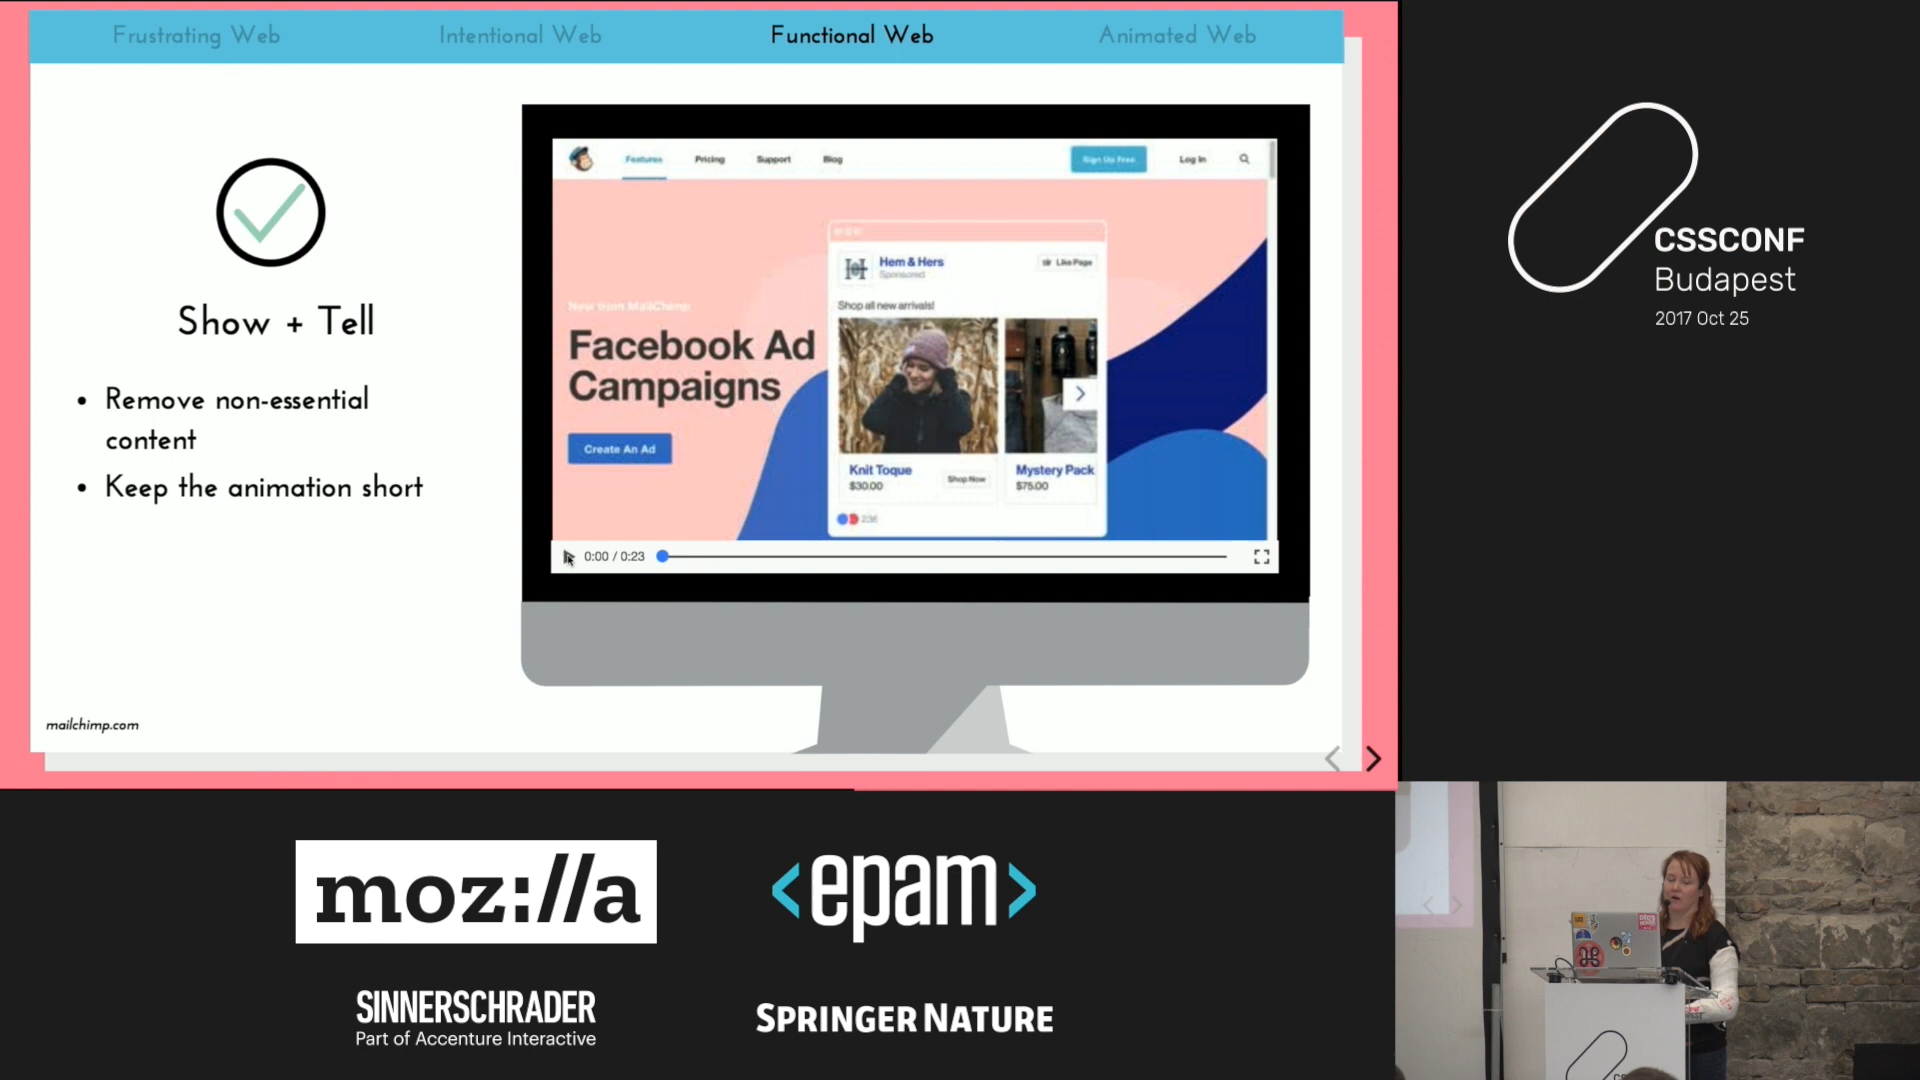 Frustrating Web
Intentional Web
Functional Web
Animated Web
Show + Tell
• Remove non-essential
content
• Keep the animation short
mailchimp.com
Features
Pricing
Support
Blog
Sign Up Free
Log In
New from MailChimp
Facebook Ad
Campaigns
Create An Ad
Hem & Hers
Sponsored
Like Page
Shop all new arrivals!
Knit Toque
$30.00
Shop Now
Mystery Pack
$75.00
236
0:00 / 0:23
CSSCONF
Budapest
2017 Oct 25
moz://a
<epam>
SINNERSCHRADER
Part of Accenture Interactive
SPRINGER NATURE